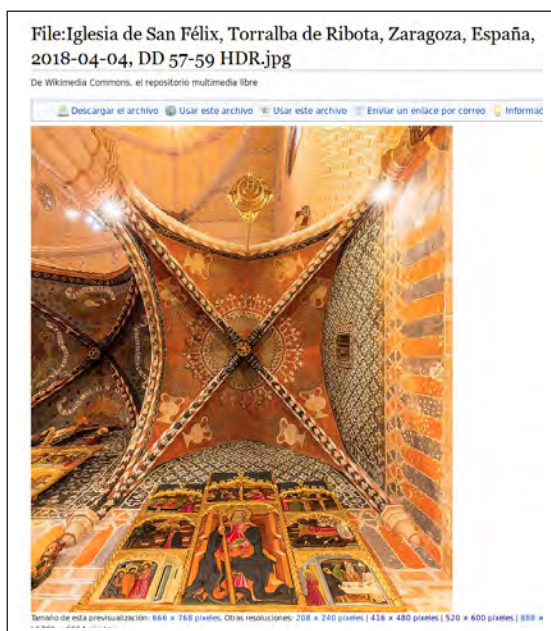 File:Iglesia de San Félix, Torralba de Ribota, Zaragoza, España,
2018-04-04, DD 57-59 HDR.jpg
De Wikimedia Commons, el repositorio multimedia libre
Descargar el archivo Usar este archivo Usar este archivo Enviar un enlace por correo Informac
Tamaño de esta previsualización: 666 × 768 píxeles. Otras resoluciones: 208 × 240 píxeles | 416 × 480 píxeles | 520 × 600 píxeles | 888 ×